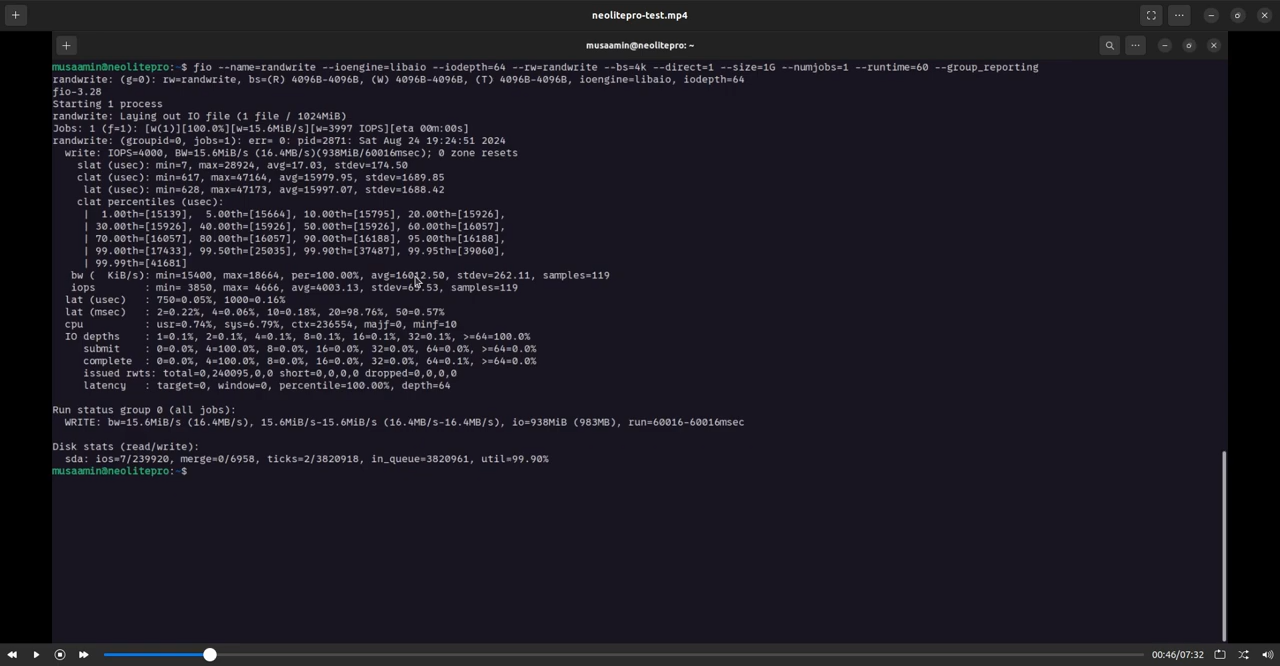 neolitepro-test.mp4
musaamin@neolitepro: ~
musaamin@neolitepro:~$ fio --name=randwrite --ioengine=libaio --iodepth=64 --rw=randwrite --bs=4k --direct=1 --size=1G --numjobs=1 --runtime=60 --group_reporting
randwrite: (g=0): rw=randwrite, bs=(R) 4096B-4096B, (W) 4096B-4096B, (T) 4096B-4096B, ioengine=libaio, iodepth=64
fio-3.28
Starting 1 process
randwrite: Laying out IO file (1 file / 1024MiB)
Jobs: 1 (f=1): [w(1)][100.0%][w=15.6MiB/s][w=3997 IOPS][eta 00m:00s]
randwrite: (groupid=0, jobs=1): err= 0: pid=2871: Sat Aug 24 19:24:51 2024
  write: IOPS=4000, BW=15.6MiB/s (16.4MB/s)(938MiB/60016msec); 0 zone resets
    slat (usec): min=7, max=28924, avg=17.03, stdev=174.50
    clat (usec): min=617, max=47164, avg=15979.95, stdev=1689.85
     lat (usec): min=628, max=47173, avg=15997.07, stdev=1688.42
    clat percentiles (usec):
     |  1.00th=[15139],  5.00th=[15664], 10.00th=[15795], 20.00th=[15926],
     | 30.00th=[15926], 40.00th=[15926], 50.00th=[15926], 60.00th=[16057],
     | 70.00th=[16057], 80.00th=[16057], 90.00th=[16188], 95.00th=[16188],
     | 99.00th=[17433], 99.50th=[25035], 99.90th=[37487], 99.95th=[39060],
     | 99.99th=[41681]
   bw (  KiB/s): min=15400, max=18664, per=100.00%, avg=16012.50, stdev=262.11, samples=119
   iops        : min= 3850, max= 4666, avg=4003.13, stdev=65.53, samples=119
  lat (usec)   : 750=0.05%, 1000=0.16%
  lat (msec)   : 2=0.22%, 4=0.06%, 10=0.18%, 20=98.76%, 50=0.57%
  cpu          : usr=0.74%, sys=6.79%, ctx=236554, majf=0, minf=10
  IO depths    : 1=0.1%, 2=0.1%, 4=0.1%, 8=0.1%, 16=0.1%, 32=0.1%, >=64=100.0%
     submit    : 0=0.0%, 4=100.0%, 8=0.0%, 16=0.0%, 32=0.0%, 64=0.0%, >=64=0.0%
     complete  : 0=0.0%, 4=100.0%, 8=0.0%, 16=0.0%, 32=0.0%, 64=0.1%, >=64=0.0%
     issued rwts: total=0,240095,0,0 short=0,0,0,0 dropped=0,0,0,0
     latency   : target=0, window=0, percentile=100.00%, depth=64
Run status group 0 (all jobs):
  WRITE: bw=15.6MiB/s (16.4MB/s), 15.6MiB/s-15.6MiB/s (16.4MB/s-16.4MB/s), io=938MiB (983MB), run=60016-60016msec
Disk stats (read/write):
  sda: ios=7/239920, merge=0/6958, ticks=2/3820918, in_queue=3820961, util=99.90%
musaamin@neolitepro:~$
00:46/07:32